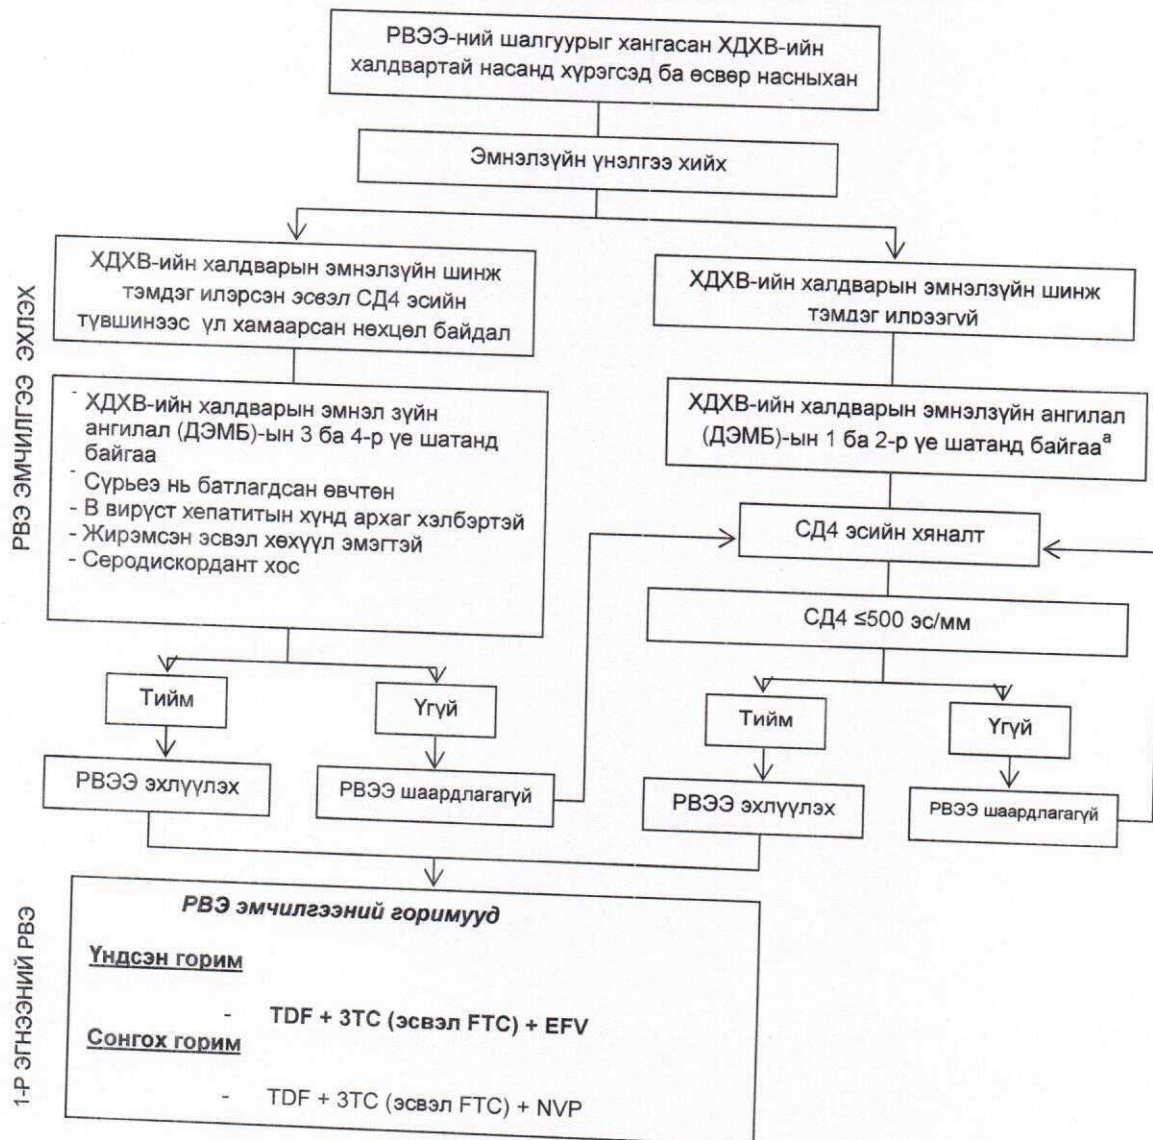 РВЭЭ-ний шалгуурыг хангасан ХДХВ-ийн
халдвартай насанд хүрэгсэд ба өсвөр насныхан
Эмнэлзүйн үнэлгээ хийх
РВЭ ЭМЧИЛГЭЭ ЭХЛЭХ
ХДХВ-ийн халдварын эмнэлзүйн шинж
тэмдэг илэрсэн эсвэл СД4 эсийн
түвшинээс үл хамаарсан нөхцөл байдал
- ХДХВ-ийн халдварын эмнэл зүйн
ангилал (ДЭМБ)-ын 3 ба 4-р үе шатанд
байгаа
- Сүрьеэ нь батлагдсан өвчтөн
- В вирүст хепатитын хүнд архаг хэлбэртэй
- Жирэмсэн эсвэл хөхүүл эмэгтэй
- Серодискордант хос
Тийм
Үгүй
РВЭЭ эхлүүлэх
РВЭЭ шаардлагагүй
ХДХВ-ийн халдварын эмнэлзүйн шинж
тэмдэг илрээгүй
ХДХВ-ийн халдварын эмнэлзүйн ангилал
(ДЭМБ)-ын 1 ба 2-р үе шатанд байгааᵃ
СД4 эсийн хяналт
СД4 ≤500 эс/мм
Тийм
Үгүй
РВЭЭ эхлүүлэх
РВЭЭ шаардлагагүй
1-Р ЭГНЭЭНИЙ РВЭ
РВЭ эмчилгээний горимууд
Үндсэн горим
- TDF + 3TC (эсвэл FTC) + EFV
Сонгох горим
- TDF + 3TC (эсвэл FTC) + NVP